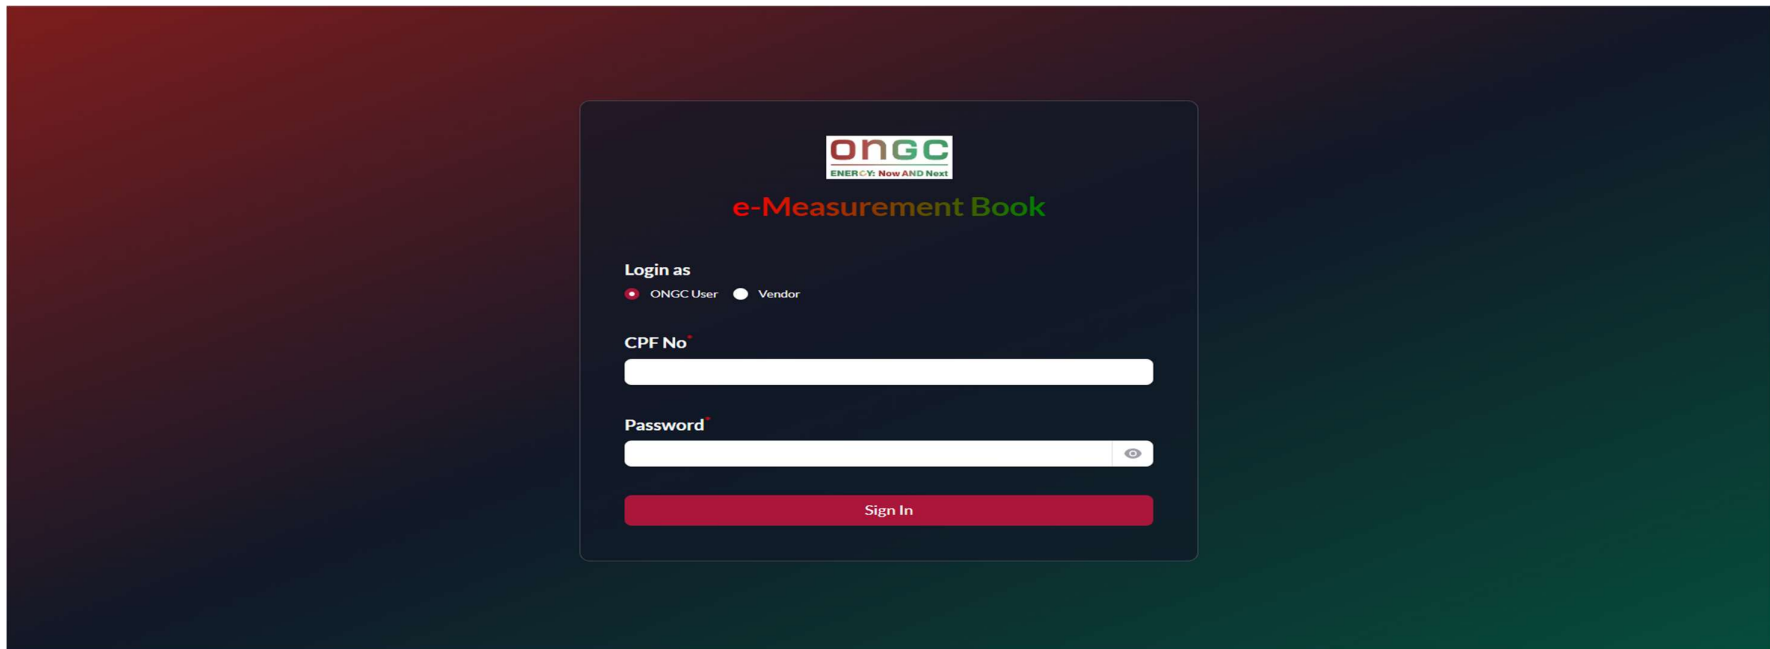 ONGC
ENERGY: Now AND Next
e-Measurement Book
Login as
ONGC User Vendor
CPF No*
Password*
Sign In